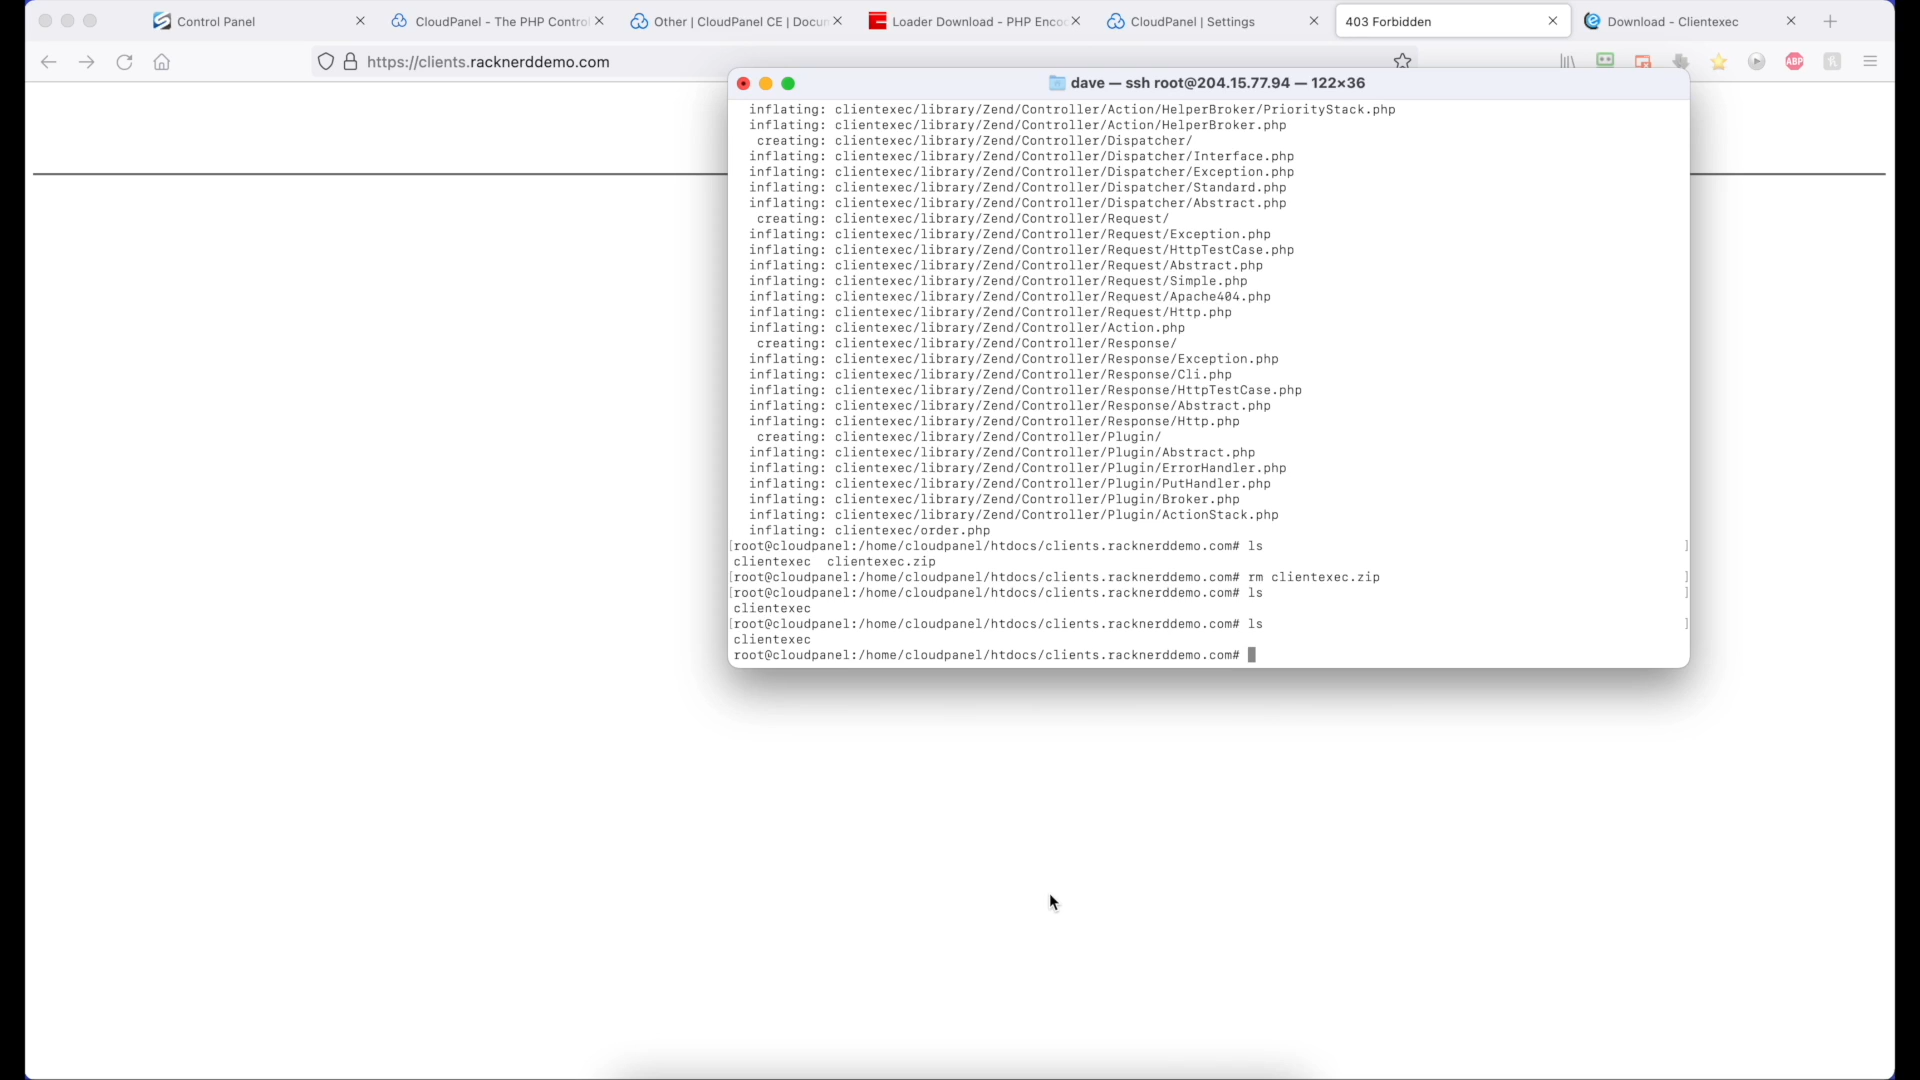 Control Panel
CloudPanel - The PHP Contro
Other | CloudPanel CE | Docum
Loader Download - PHP Enco
CloudPanel | Settings
403 Forbidden
Download - Clientexec
https://clients.racknerddemo.com
ABP
dave — ssh root@204.15.77.94 — 122×36
inflating: clientexec/library/Zend/Controller/Action/HelperBroker/PriorityStack.php
inflating: clientexec/library/Zend/Controller/Action/HelperBroker.php
creating: clientexec/library/Zend/Controller/Dispatcher/
inflating: clientexec/library/Zend/Controller/Dispatcher/Interface.php
inflating: clientexec/library/Zend/Controller/Dispatcher/Exception.php
inflating: clientexec/library/Zend/Controller/Dispatcher/Standard.php
inflating: clientexec/library/Zend/Controller/Dispatcher/Abstract.php
creating: clientexec/library/Zend/Controller/Request/
inflating: clientexec/library/Zend/Controller/Request/Exception.php
inflating: clientexec/library/Zend/Controller/Request/HttpTestCase.php
inflating: clientexec/library/Zend/Controller/Request/Abstract.php
inflating: clientexec/library/Zend/Controller/Request/Simple.php
inflating: clientexec/library/Zend/Controller/Request/Apache404.php
inflating: clientexec/library/Zend/Controller/Request/Http.php
inflating: clientexec/library/Zend/Controller/Action.php
creating: clientexec/library/Zend/Controller/Response/
inflating: clientexec/library/Zend/Controller/Response/Exception.php
inflating: clientexec/library/Zend/Controller/Response/Cli.php
inflating: clientexec/library/Zend/Controller/Response/HttpTestCase.php
inflating: clientexec/library/Zend/Controller/Response/Abstract.php
inflating: clientexec/library/Zend/Controller/Response/Http.php
creating: clientexec/library/Zend/Controller/Plugin/
inflating: clientexec/library/Zend/Controller/Plugin/Abstract.php
inflating: clientexec/library/Zend/Controller/Plugin/ErrorHandler.php
inflating: clientexec/library/Zend/Controller/Plugin/PutHandler.php
inflating: clientexec/library/Zend/Controller/Plugin/Broker.php
inflating: clientexec/library/Zend/Controller/Plugin/ActionStack.php
inflating: clientexec/order.php
[root@cloudpanel:/home/cloudpanel/htdocs/clients.racknerddemo.com# ls ]
clientexec  clientexec.zip
[root@cloudpanel:/home/cloudpanel/htdocs/clients.racknerddemo.com# rm clientexec.zip ]
[root@cloudpanel:/home/cloudpanel/htdocs/clients.racknerddemo.com# ls ]
clientexec
[root@cloudpanel:/home/cloudpanel/htdocs/clients.racknerddemo.com# ls ]
clientexec
root@cloudpanel:/home/cloudpanel/htdocs/clients.racknerddemo.com#